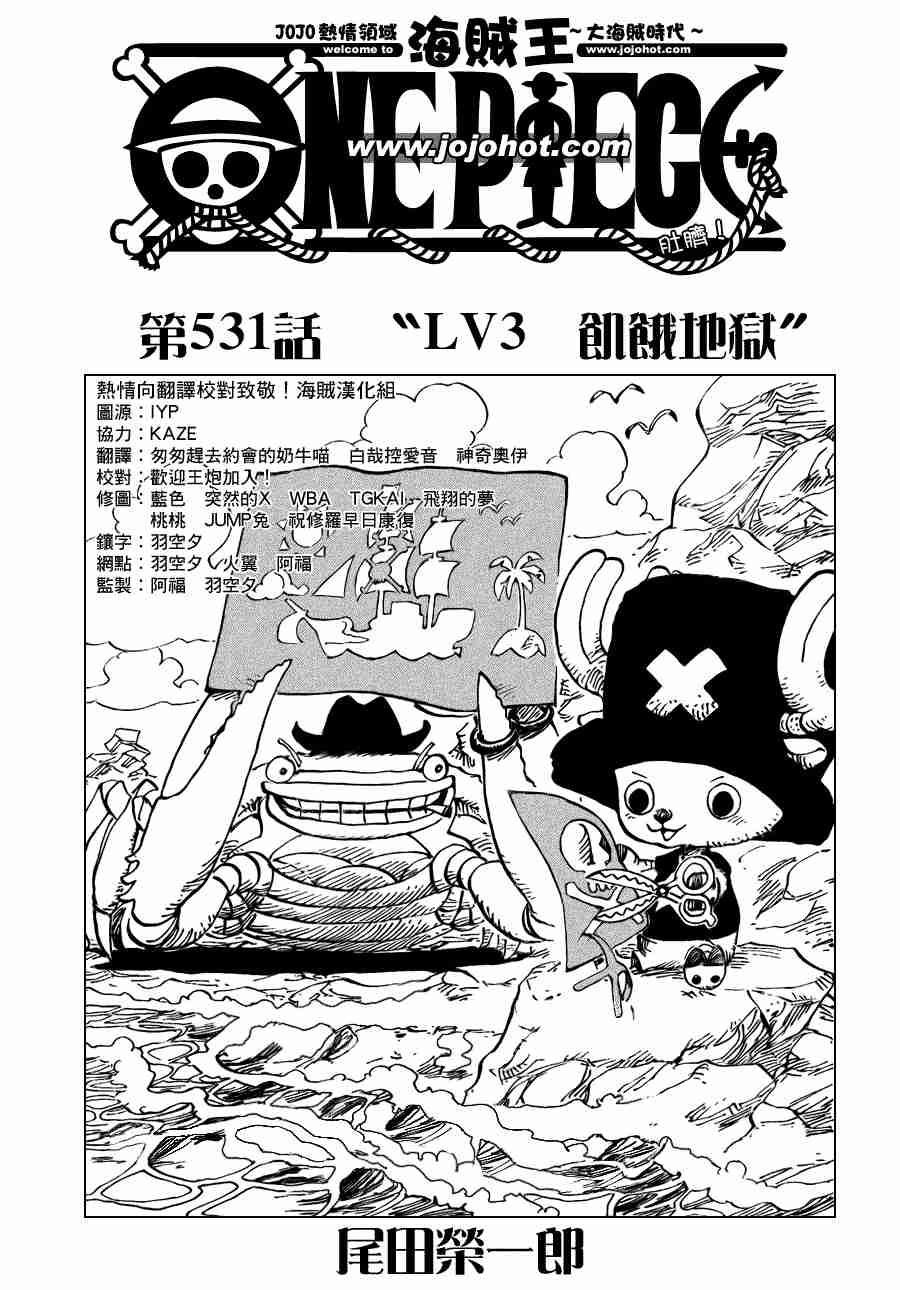 JOJO熱情領域 海賊王 ~大海賊時代~
welcome to www.jojohot.com
ONE PIECE
www.jojohot.com
肚臍！
第531話 〝LV3 飢餓地獄〞
熱情向翻譯校對致敬！海賊漢化組
圖源：IYP
協力：KAZE
翻譯：匆匆趕去約會的奶牛喵 白哉控愛音 神奇奧伊
校對：歡迎王炮加入！
修圖：藍色 突然的X WBA TGKAI 飛翔的夢
桃桃 JUMP兔 祝修羅早日康復
鑲字：羽空夕
網點：羽空夕 火翼 阿福
監製：阿福 羽空夕
尾田榮一郎